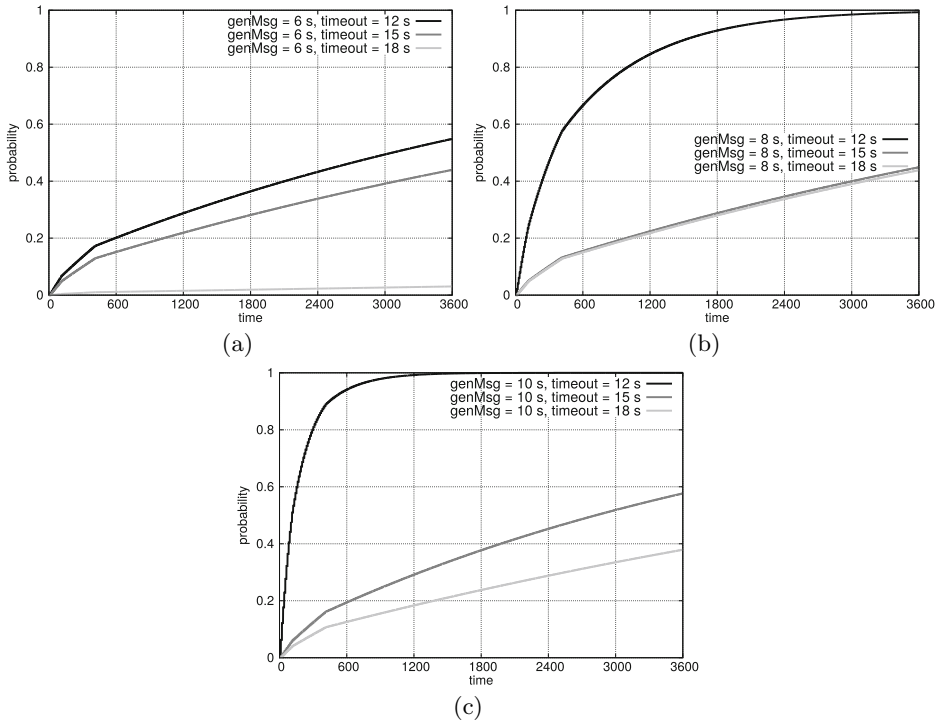 1
0.8
0.6
0.4
0.2
0
probability
genMsg = 6 s, timeout = 12 s
genMsg = 6 s, timeout = 15 s
genMsg = 6 s, timeout = 18 s
0 600 1200 1800 2400 3000 3600
time
(a)
1
0.8
0.6
0.4
0.2
0
probability
genMsg = 8 s, timeout = 12 s
genMsg = 8 s, timeout = 15 s
genMsg = 8 s, timeout = 18 s
0 600 1200 1800 2400 3000 3600
time
(b)
1
0.8
0.6
0.4
0.2
0
probability
genMsg = 10 s, timeout = 12 s
genMsg = 10 s, timeout = 15 s
genMsg = 10 s, timeout = 18 s
0 600 1200 1800 2400 3000 3600
time
(c)